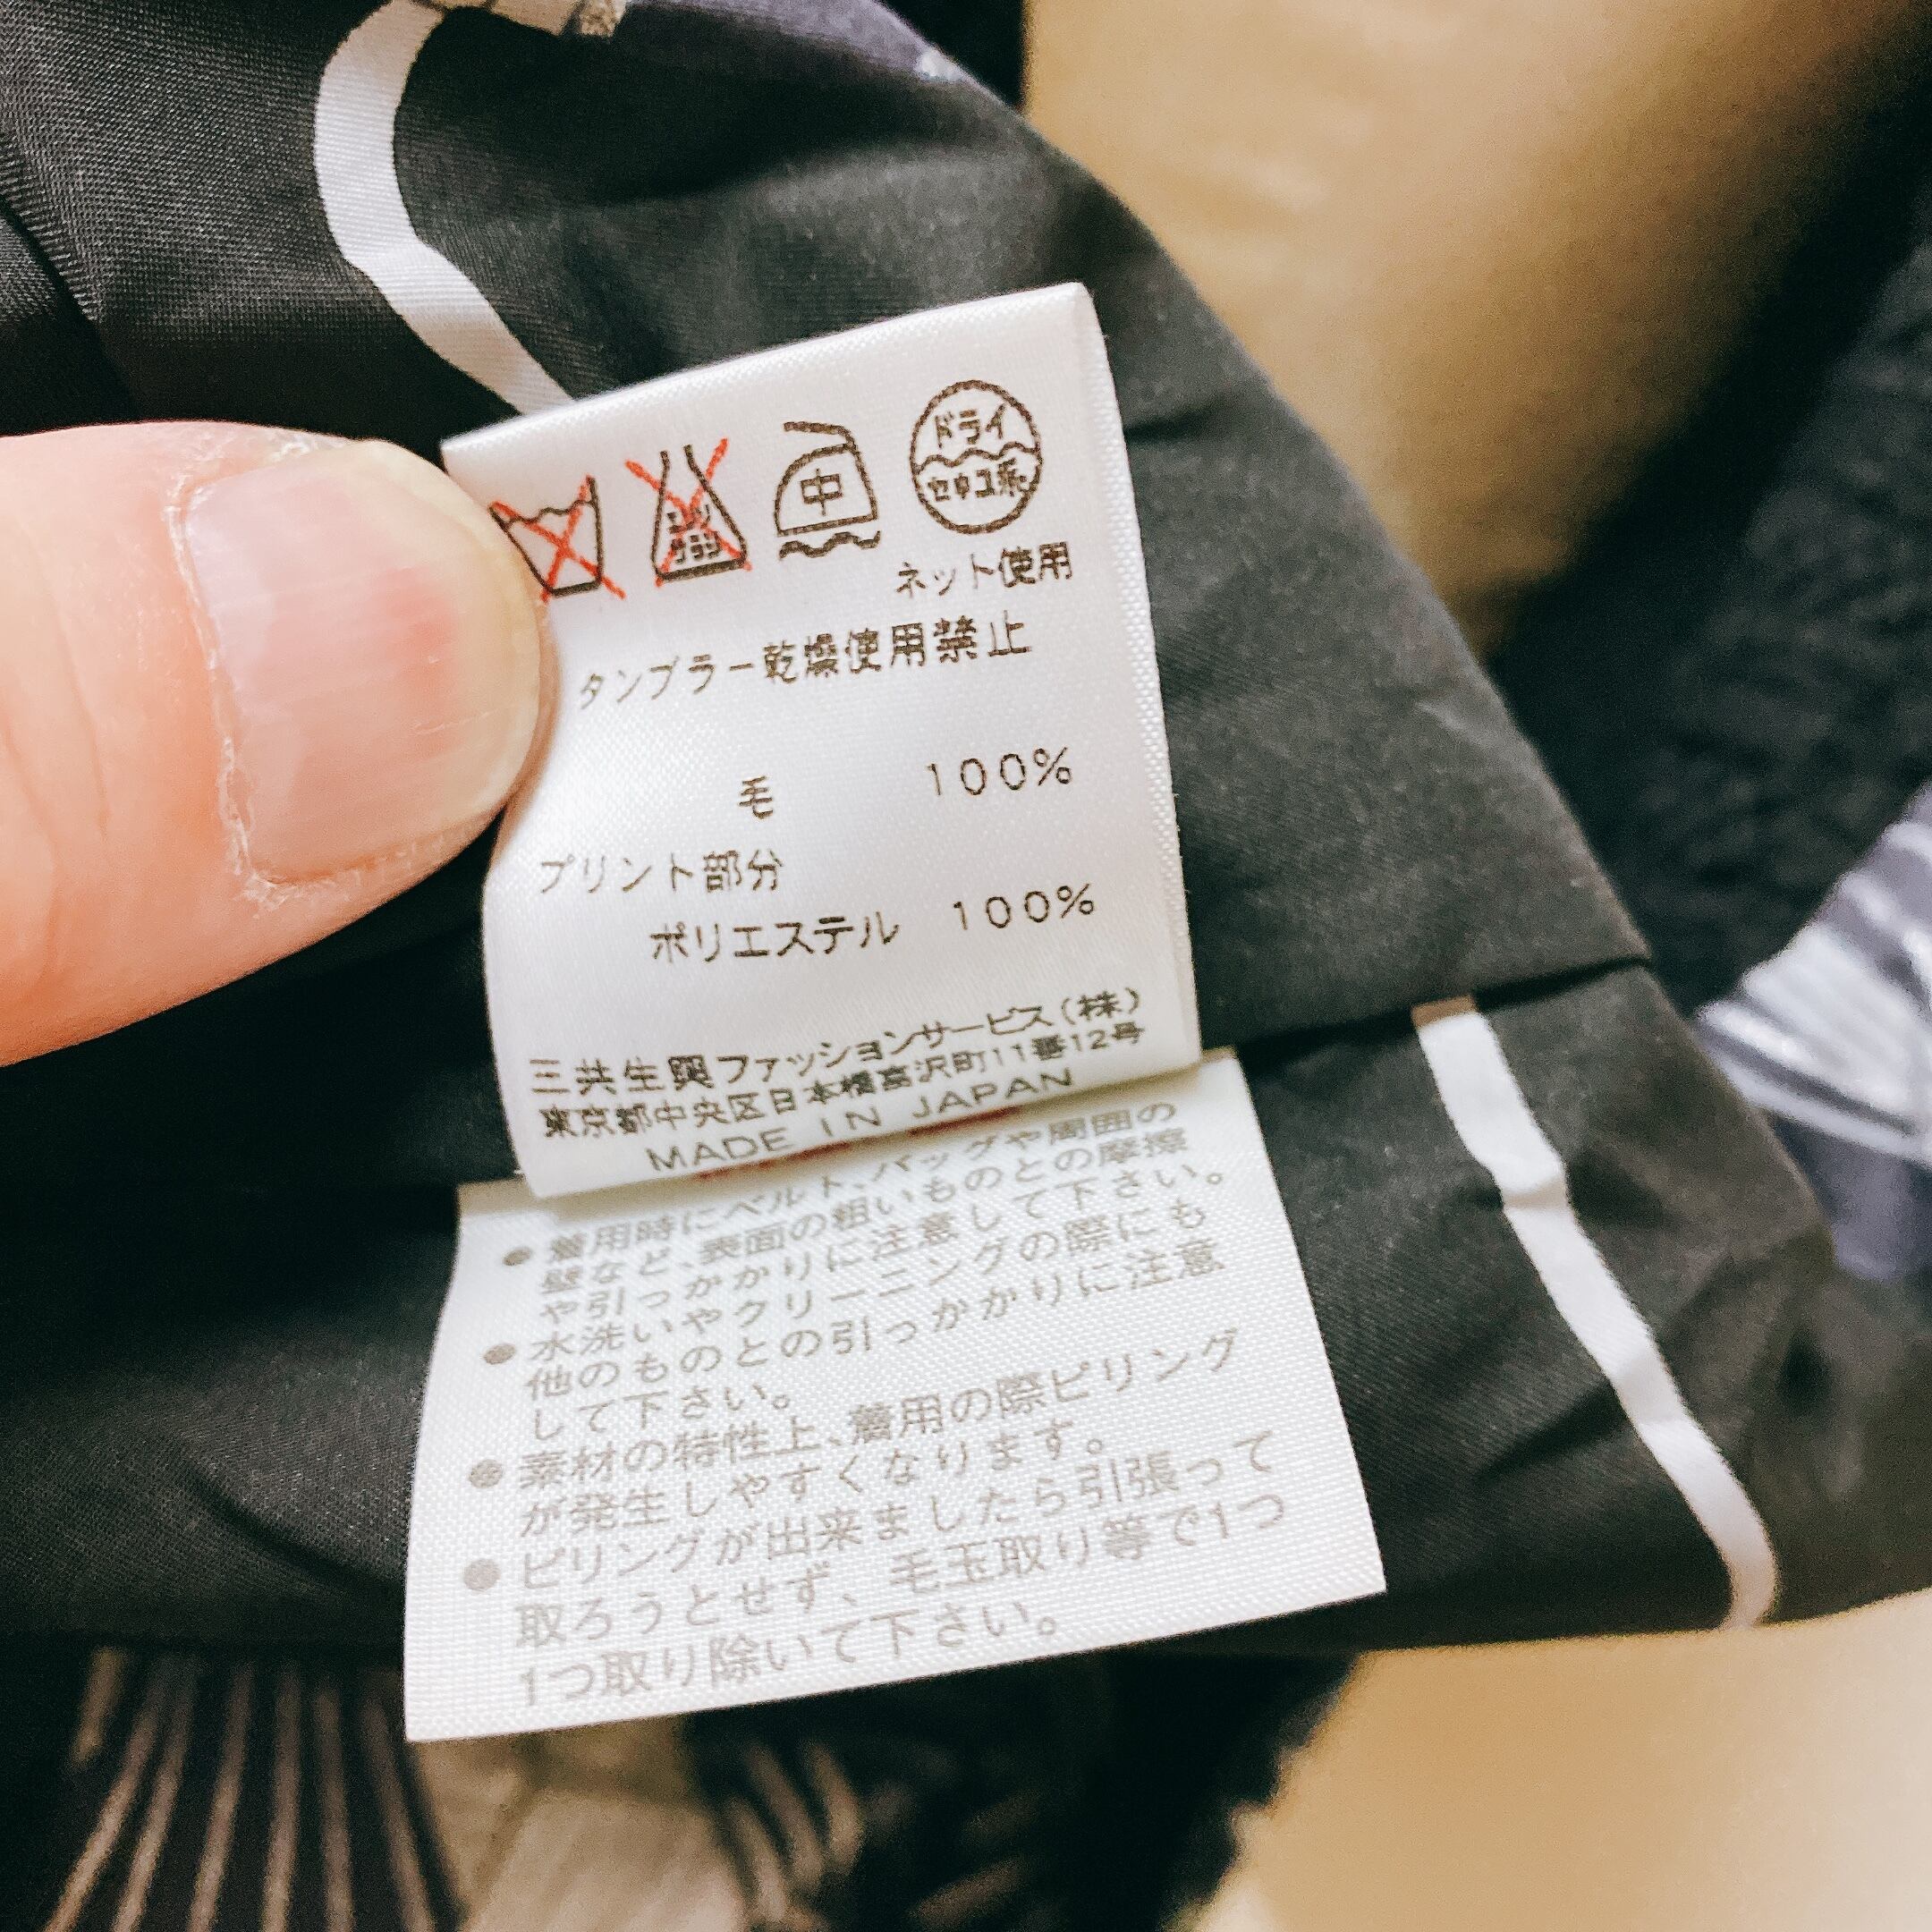 ドライ
セキユ系
エンソ
サラシ
中
ネット使用
タンブラー乾燥使用禁止
毛 100%
プリント部分
ポリエステル 100%
三共生興ファッションサービス(株)
東京都中央区日本橋富沢町11番12号
MADE IN JAPAN
●着用時にベルト、バッグや周囲の
壁など、表面の粗いものとの摩擦
や引っかかりに注意して下さい。
●水洗いやクリーニングの際にも
他のものとの引っかかりに注意
して下さい。
●素材の特性上、着用の際ピリング
が発生しやすくなります。
●ピリングが出来ましたら引張って
取ろうとせず、毛玉取り等で1つ
1つ取り除いて下さい。